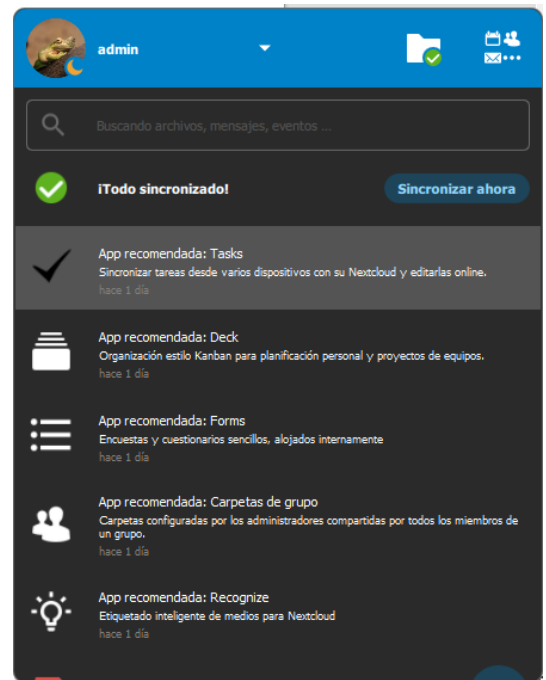 admin
Buscando archivos, mensajes, eventos ...
¡Todo sincronizado!
Sincronizar ahora
App recomendada: Tasks
Sincronizar tareas desde varios dispositivos con su Nextcloud y editarlas online.
hace 1 día
App recomendada: Deck
Organización estilo Kanban para planificación personal y proyectos de equipos.
hace 1 día
App recomendada: Forms
Encuestas y cuestionarios sencillos, alojados internamente
hace 1 día
App recomendada: Carpetas de grupo
Carpetas configuradas por los administradores compartidas por todos los miembros de
un grupo.
hace 1 día
App recomendada: Recognize
Etiquetado inteligente de medios para Nextcloud
hace 1 día